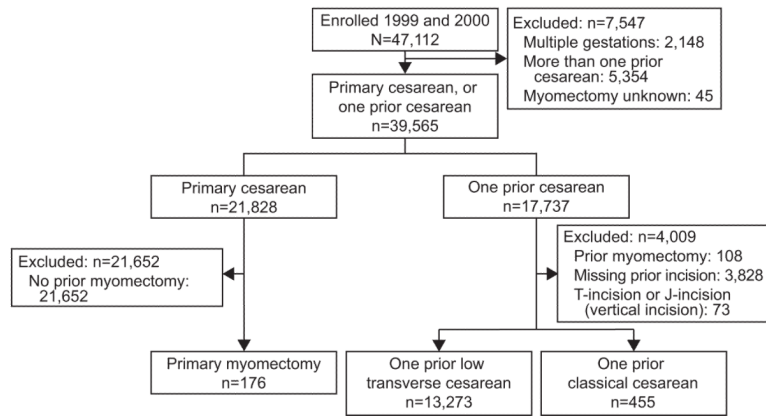 Enrolled 1999 and 2000
N=47,112
Excluded: n=7,547
Multiple gestations: 2,148
More than one prior
cesarean: 5,354
Myomectomy unknown: 45
Primary cesarean, or
one prior cesarean
n=39,565
Primary cesarean
n=21,828
One prior cesarean
n=17,737
Excluded: n=21,652
No prior myomectomy:
21,652
Excluded: n=4,009
Prior myomectomy: 108
Missing prior incision: 3,828
T-incision or J-incision
(vertical incision): 73
Primary myomectomy
n=176
One prior low
transverse cesarean
n=13,273
One prior
classical cesarean
n=455